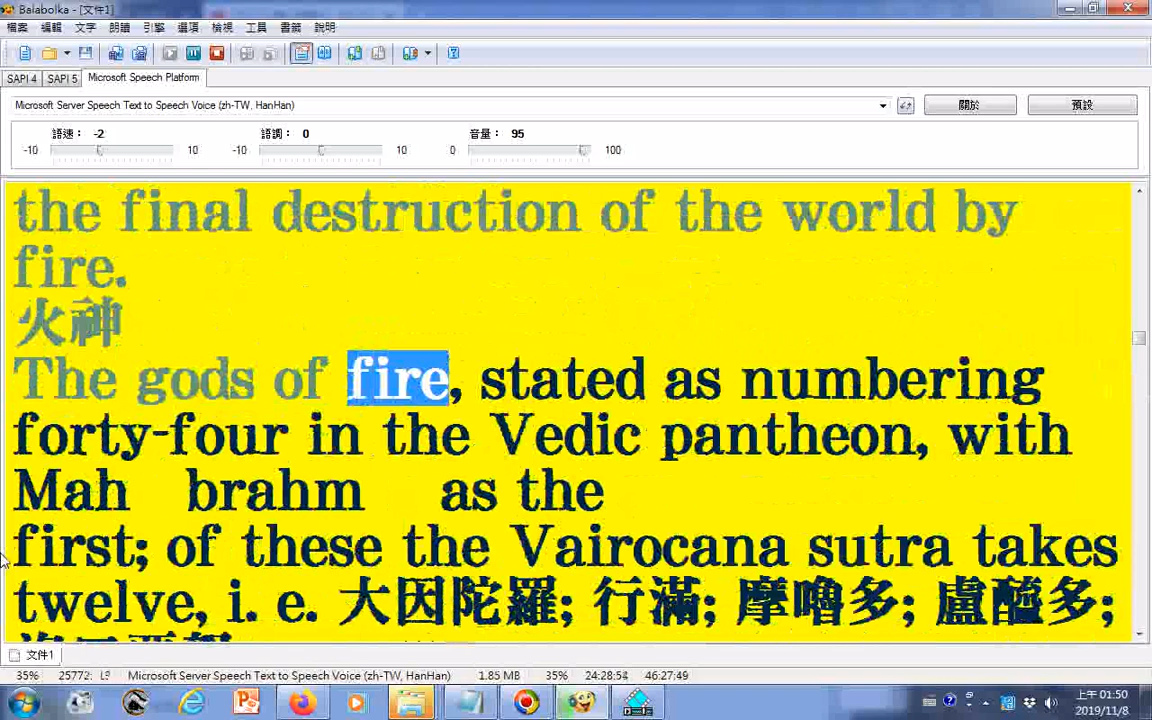 Balabolka - [文件1]
檔案 編輯 文字 朗讀 引擎 選項 檢視 工具 書籤 說明
SAPI 4 SAPI 5 Microsoft Speech Platform
Microsoft Server Speech Text to Speech Voice (zh-TW, HanHan) 關於 預設
語速： -2 語調： 0 音量： 95
-10 10 -10 10 0 100
the final destruction of the world by
fire.
火神
The gods of fire, stated as numbering
forty-four in the Vedic pantheon, with
Mah brahm as the
first; of these the Vairocana sutra takes
twelve, i. e. 大因陀羅; 行滿; 摩嚕多; 盧醯多;
文件1
35% 25772: Microsoft Server Speech Text to Speech Voice (zh-TW, HanHan) 1.85 MB 35% 24:28:54 46:27:49
上午 01:50
2019/11/8